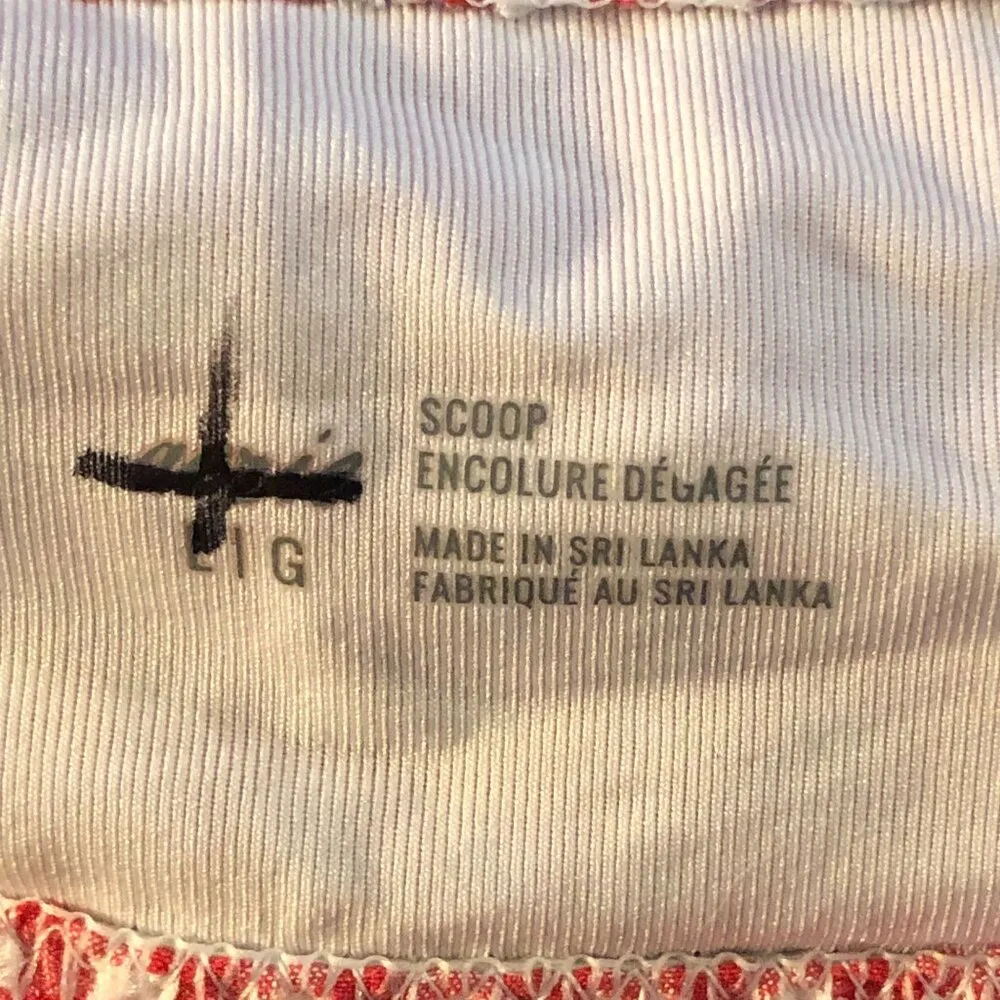 SCOOP
ENCOLURE DÉGAGÉE
MADE IN SRI LANKA
FABRIQUÉ AU SRI LANKA
L | G